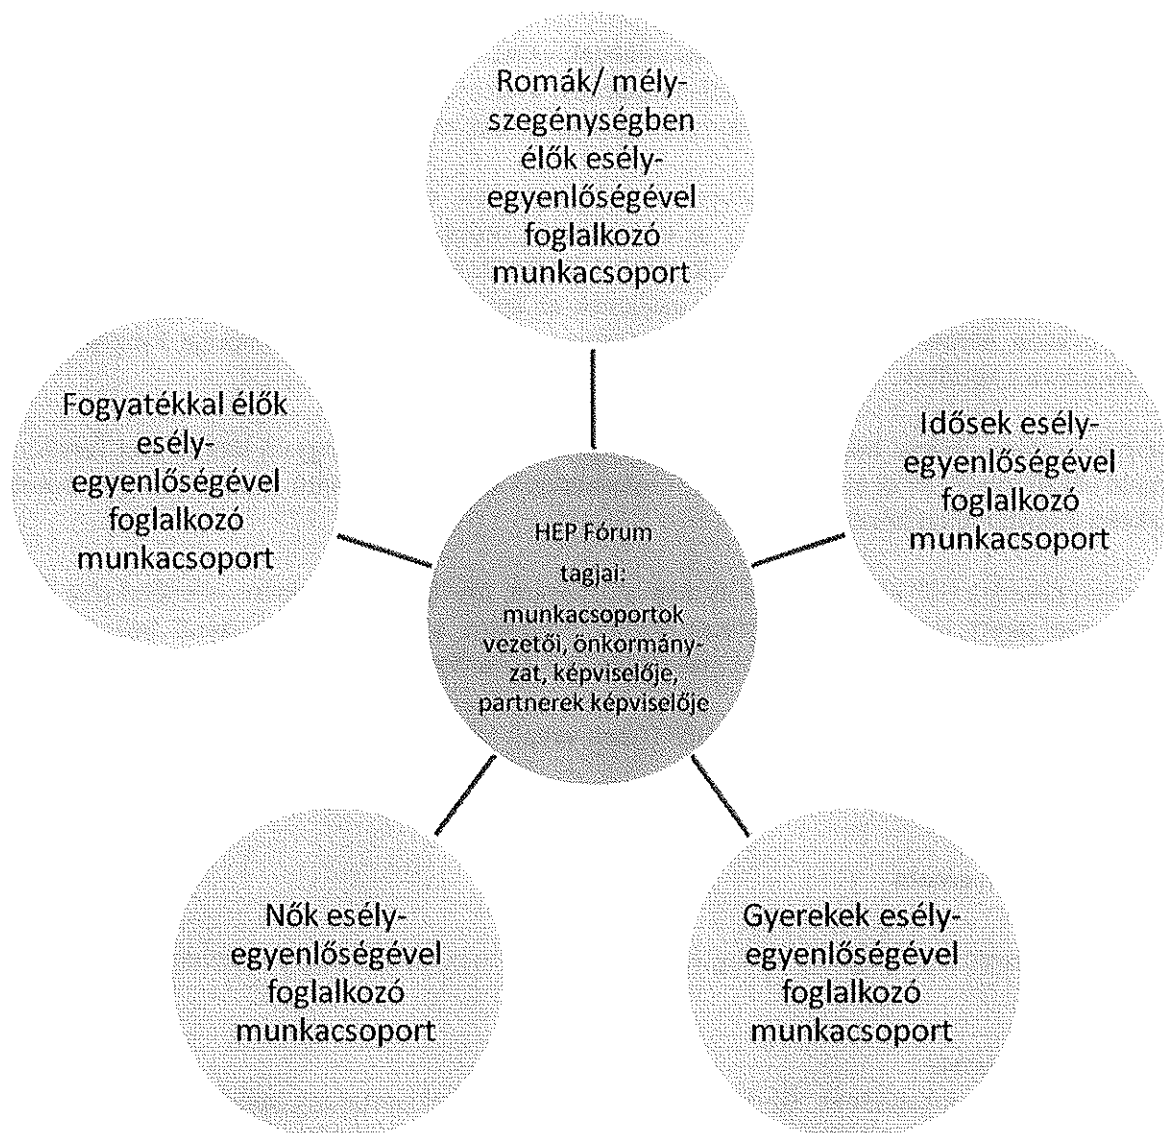 Romák/ mély-
szegénységben
élők esély-
egyenlőségével
foglalkozó
munkacsoport
Fogyatékkal élők
esély-
egyenlőségével
foglalkozó
munkacsoport
Idősek esély-
egyenlőségével
foglalkozó
munkacsoport
HEP Fórum
tagjai:
munkacsoportok
vezetői, önkormány-
zat, képviselője,
partnerek képviselője
Nők esély-
egyenlőségével
foglalkozó
munkacsoport
Gyerekek esély-
egyenlőségével
foglalkozó
munkacsoport